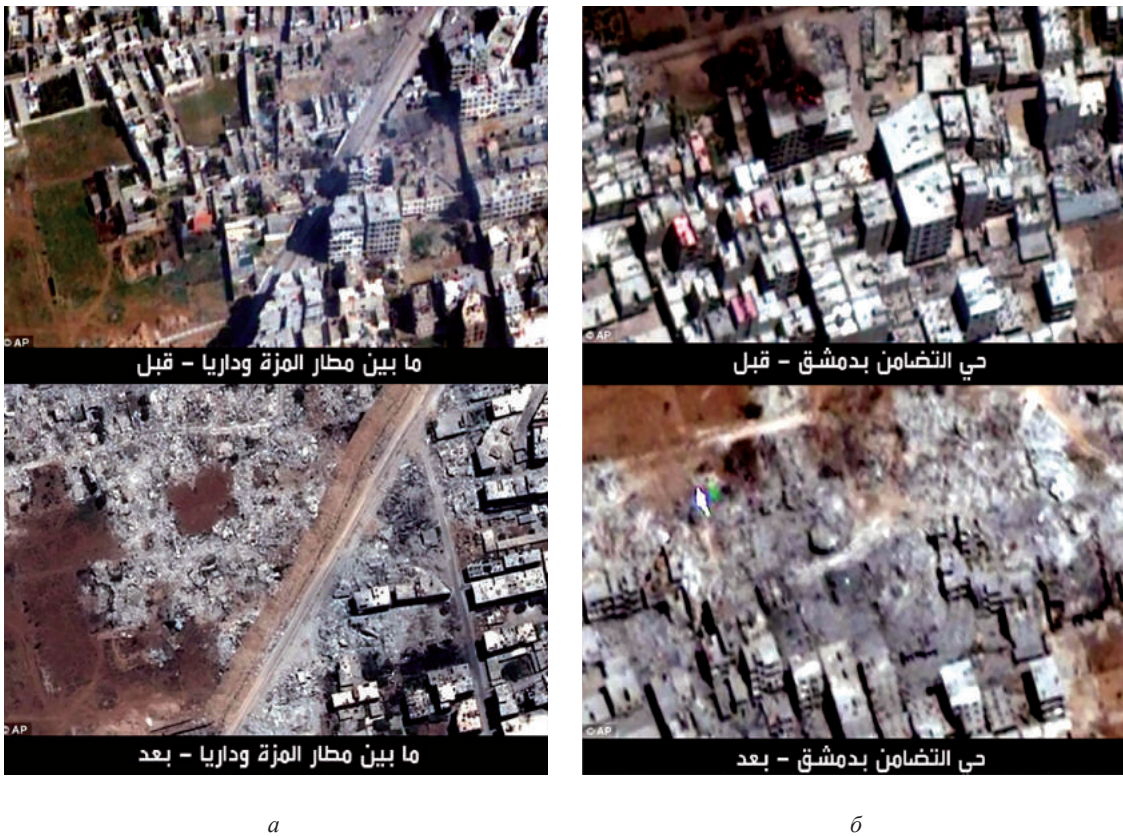 © AP
ما بين مطار المزة وداريا – قبل
© AP
حي التضامن بدمشق – قبل
© AP
ما بين مطار المزة وداريا – بعد
© AP
حي التضامن بدمشق – بعد
а
б